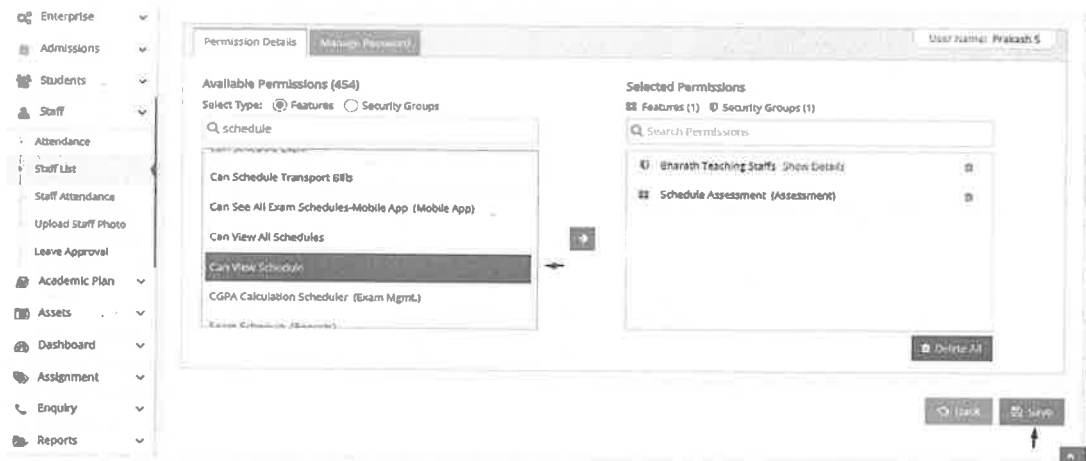 Enterprise
Admissions
Students
Staff
Attendance
Staff List
Staff Attendance
Upload Staff Photo
Leave Approval
Academic Plan
Assets
Dashboard
Assignment
Enquiry
Reports
Permission Details
Manage Password
User Name: Prakash S
Available Permissions (454)
Select Type: Features Security Groups
schedule
Can Schedule Transport Bills
Can See All Exam Schedules-Mobile App (Mobile App)
Can View All Schedules
Can View Schedule
CGPA Calculation Scheduler (Exam Mgmt.)
Selected Permissions
Features (1) Security Groups (1)
Search Permissions
Bharath Teaching Staffs Show Details
Schedule Assessment (Assessment)
Delete All
Back
Save